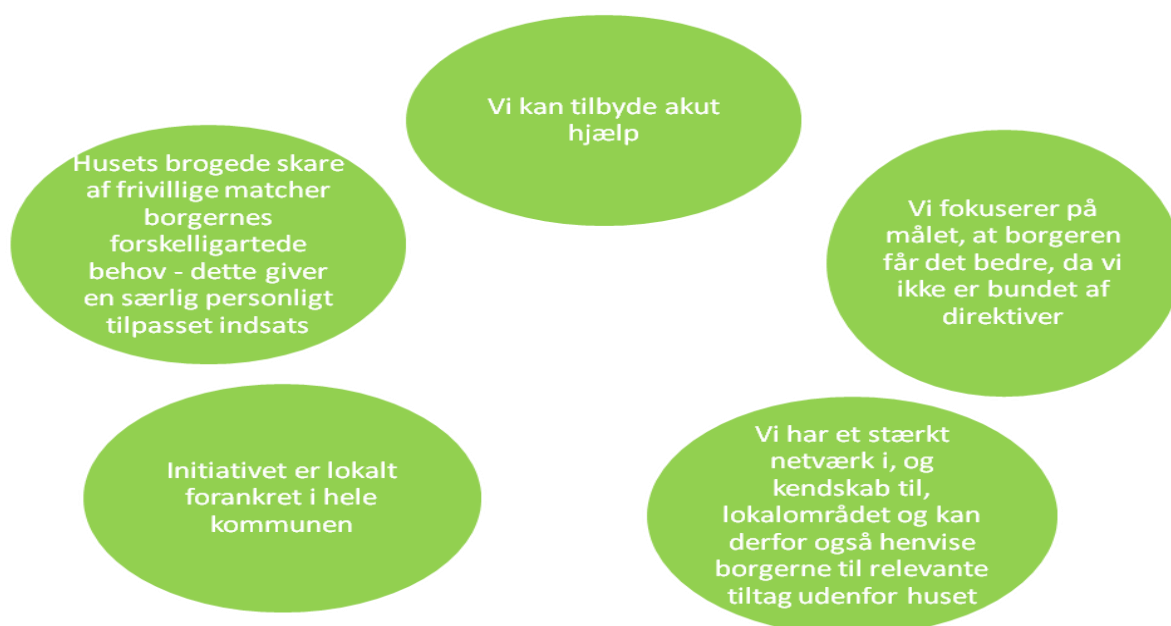 Vi kan tilbyde akut
hjælp
Husets brogede skare
af frivillige matcher
borgernes
forskelligartede
behov - dette giver
en særlig personligt
tilpasset indsats
Vi fokuserer på
målet, at borgeren
får det bedre, da vi
ikke er bundet af
direktiver
Initiativet er lokalt
forankret i hele
kommunen
Vi har et stærkt
netværk i, og
kendskab til,
lokalområdet og kan
derfor også henvise
borgerne til relevante
tiltag udenfor huset